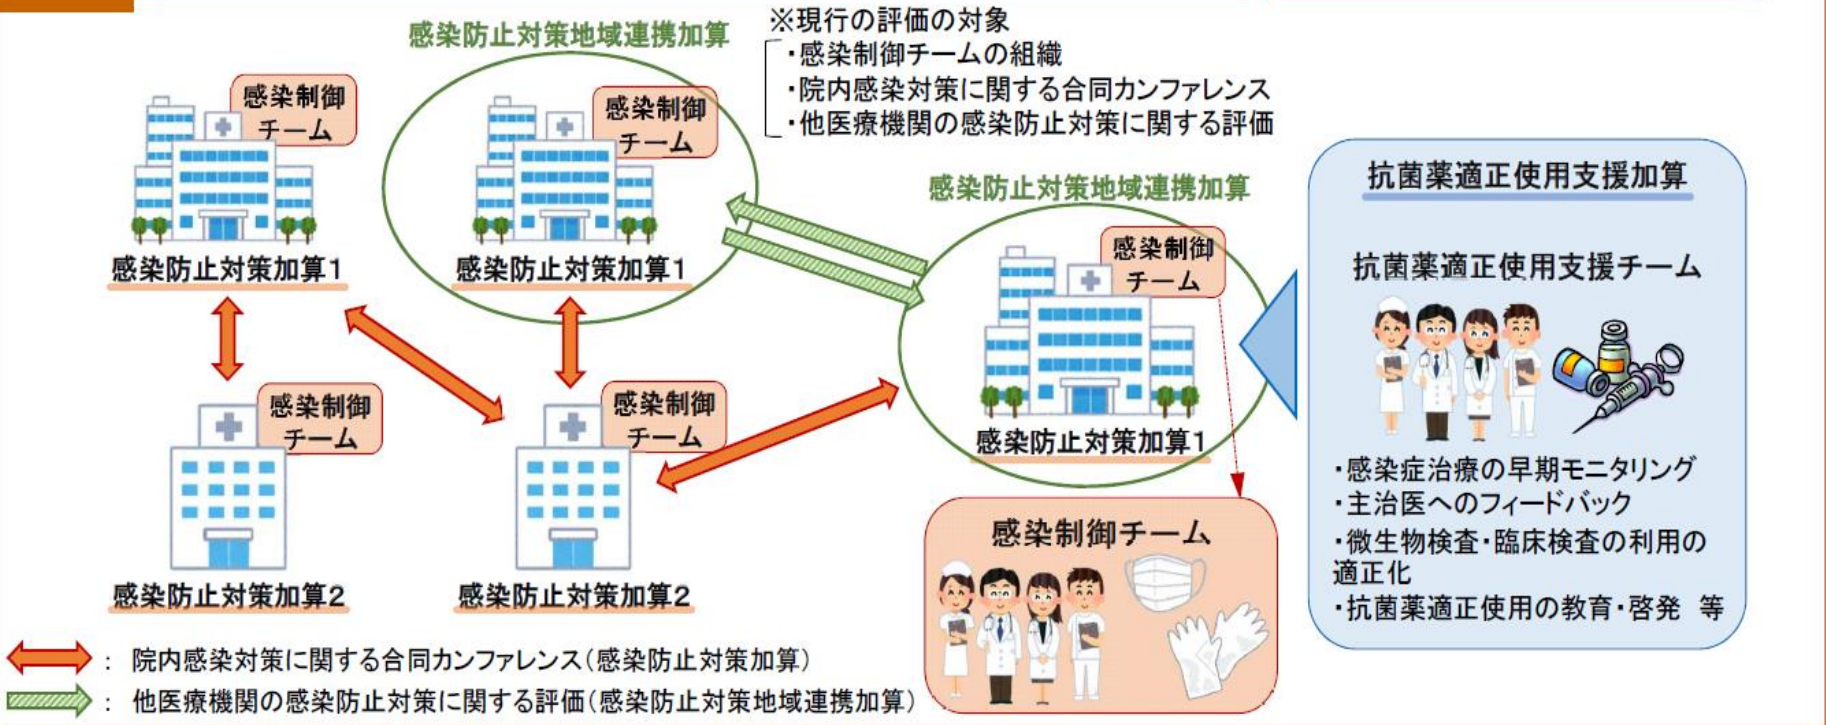 感染防止対策地域連携加算
※現行の評価の対象
・感染制御チームの組織
・院内感染対策に関する合同カンファレンス
・他医療機関の感染防止対策に関する評価
感染制御
チーム
感染防止対策加算1
感染制御
チーム
感染防止対策加算1
感染防止対策地域連携加算
感染制御
チーム
感染防止対策加算1
感染制御
チーム
感染防止対策加算2
感染制御
チーム
感染防止対策加算2
感染制御チーム
抗菌薬適正使用支援加算
抗菌薬適正使用支援チーム
・感染症治療の早期モニタリング
・主治医へのフィードバック
・微生物検査・臨床検査の利用の
適正化
・抗菌薬適正使用の教育・啓発 等
: 院内感染対策に関する合同カンファレンス(感染防止対策加算)
: 他医療機関の感染防止対策に関する評価(感染防止対策地域連携加算)